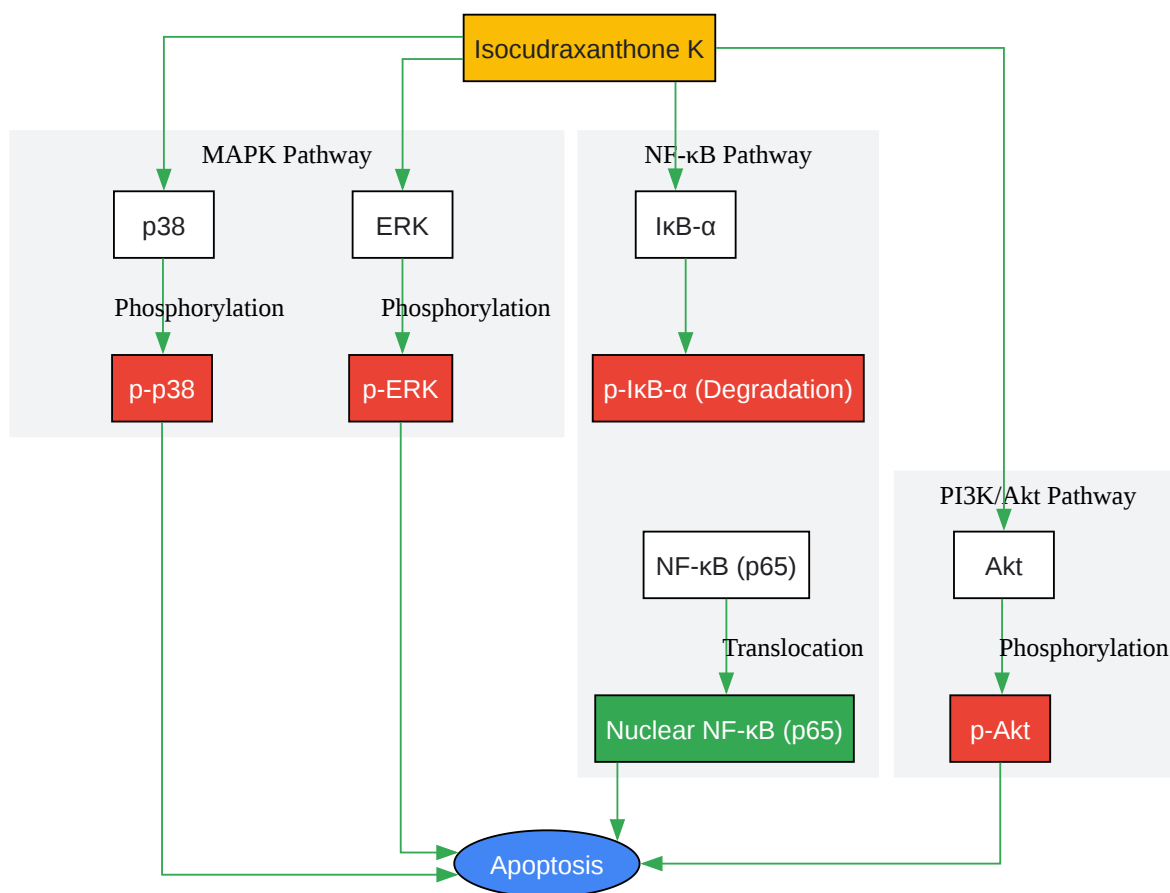 Isocudraxanthone K
MAPK Pathway
NF-κB Pathway
p38
ERK
IκB-α
Phosphorylation
Phosphorylation
p-p38
p-ERK
p-IκB-α (Degradation)
PI3K/Akt Pathway
NF-κB (p65)
Akt
Translocation
Phosphorylation
Nuclear NF-κB (p65)
p-Akt
Apoptosis